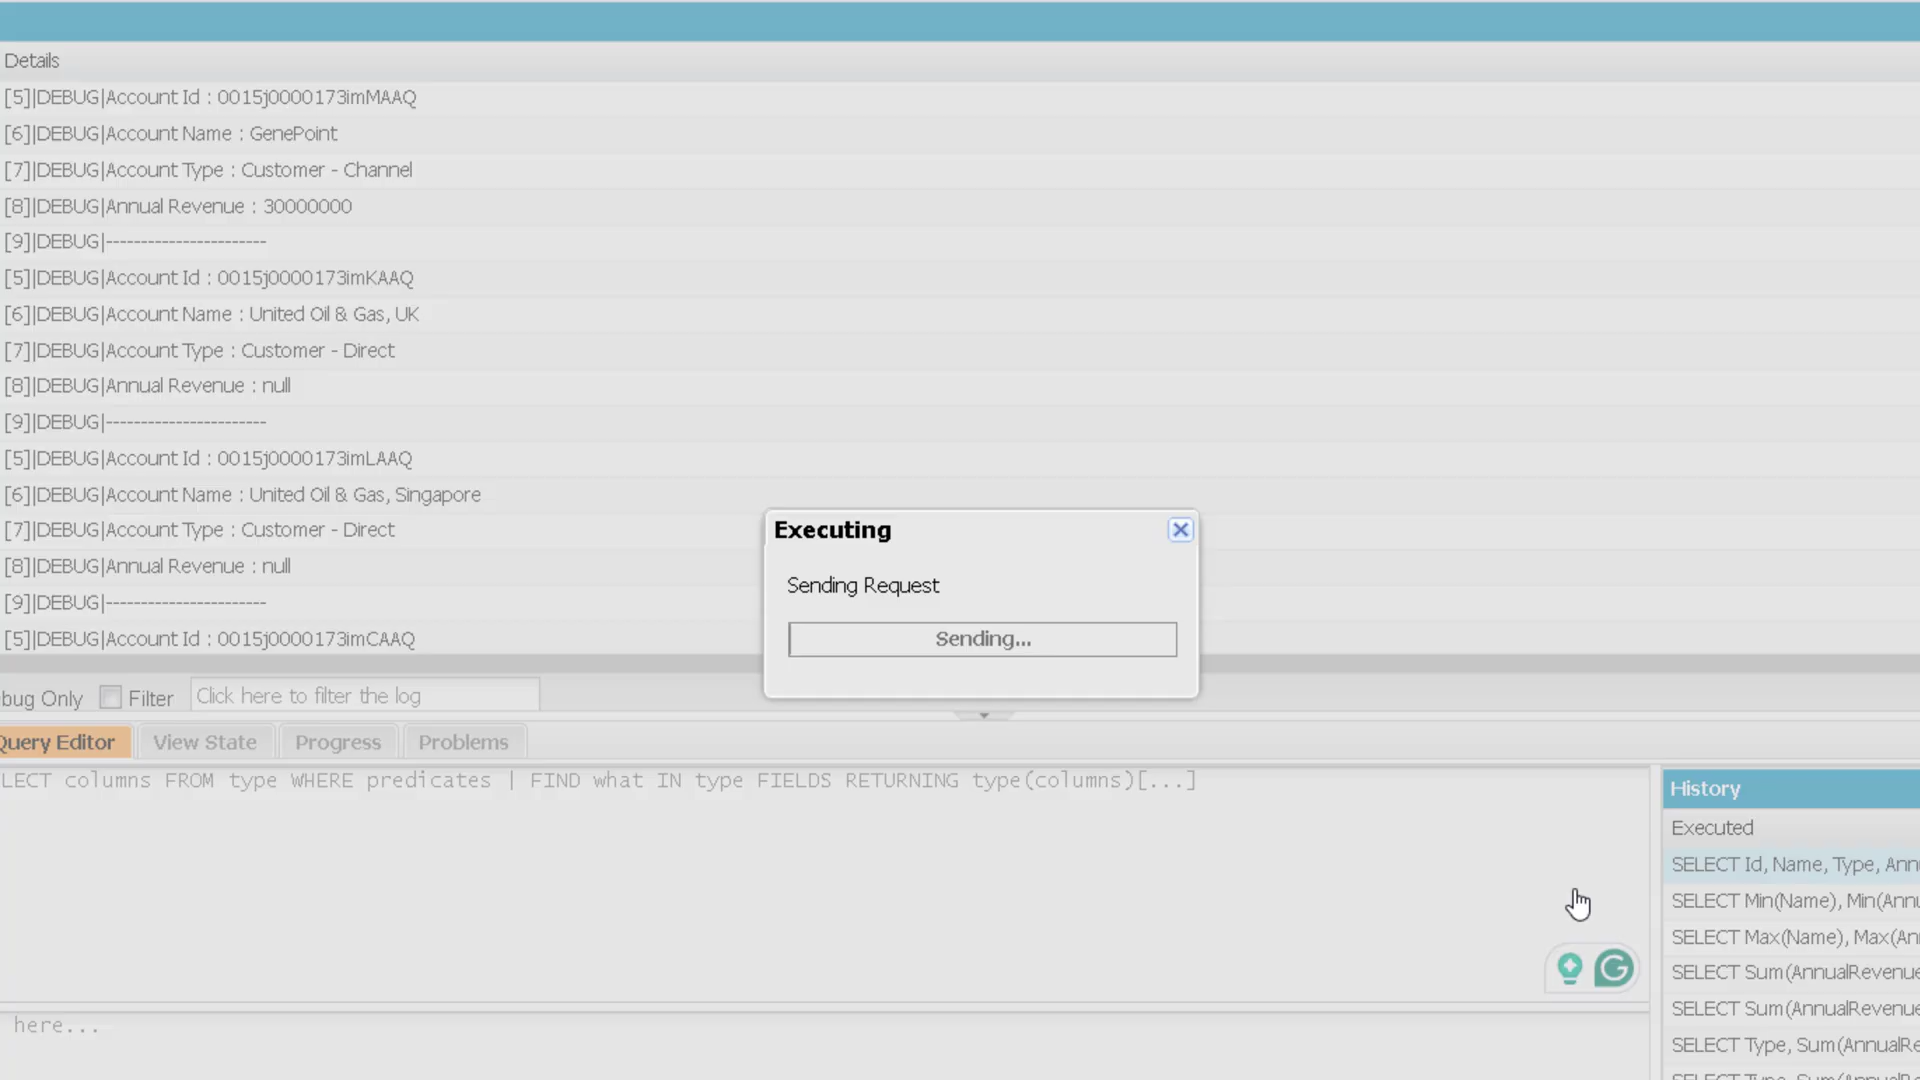 Details
[5]|DEBUG|Account Id : 0015j0000173imMAAQ
[6]|DEBUG|Account Name : GenePoint
[7]|DEBUG|Account Type : Customer - Channel
[8]|DEBUG|Annual Revenue : 30000000
[9]|DEBUG|-----------------------
[5]|DEBUG|Account Id : 0015j0000173imKAAQ
[6]|DEBUG|Account Name : United Oil & Gas, UK
[7]|DEBUG|Account Type : Customer - Direct
[8]|DEBUG|Annual Revenue : null
[9]|DEBUG|-----------------------
[5]|DEBUG|Account Id : 0015j0000173imLAAQ
[6]|DEBUG|Account Name : United Oil & Gas, Singapore
[7]|DEBUG|Account Type : Customer - Direct
[8]|DEBUG|Annual Revenue : null
[9]|DEBUG|-----------------------
[5]|DEBUG|Account Id : 0015j0000173imCAAQ
Executing
Sending Request
Sending...
bug Only Filter Click here to filter the log
Query Editor View State Progress Problems
LECT columns FROM type WHERE predicates | FIND what IN type FIELDS RETURNING type(columns)[...]
here...
History
Executed
SELECT Id, Name, Type, Ann
SELECT Min(Name), Min(Ann
SELECT Max(Name), Max(An
SELECT Sum(AnnualRevenue
SELECT Sum(AnnualRevenue
SELECT Type, Sum(AnnualRe